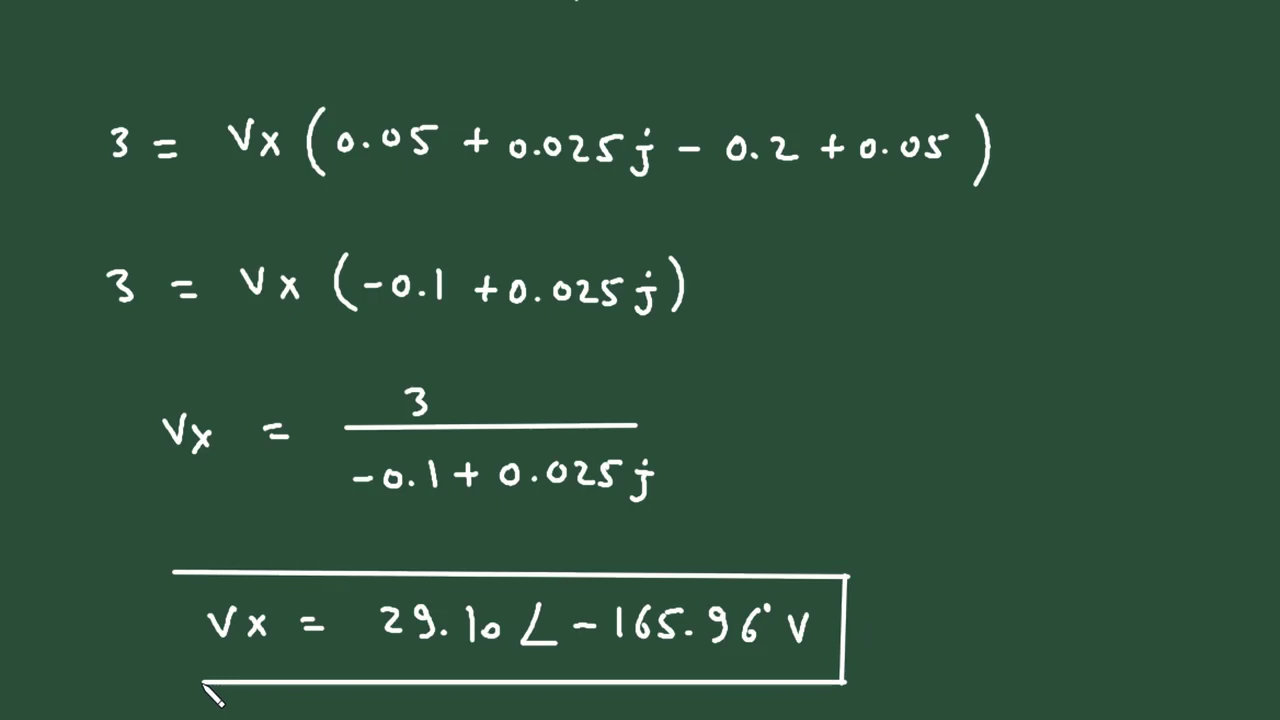 3 = Vx (0.05 + 0.025j - 0.2 + 0.05)
3 = Vx (-0.1 + 0.025j)
Vx = 3 / -0.1 + 0.025j
Vx = 29.10 ∠ -165.96° V